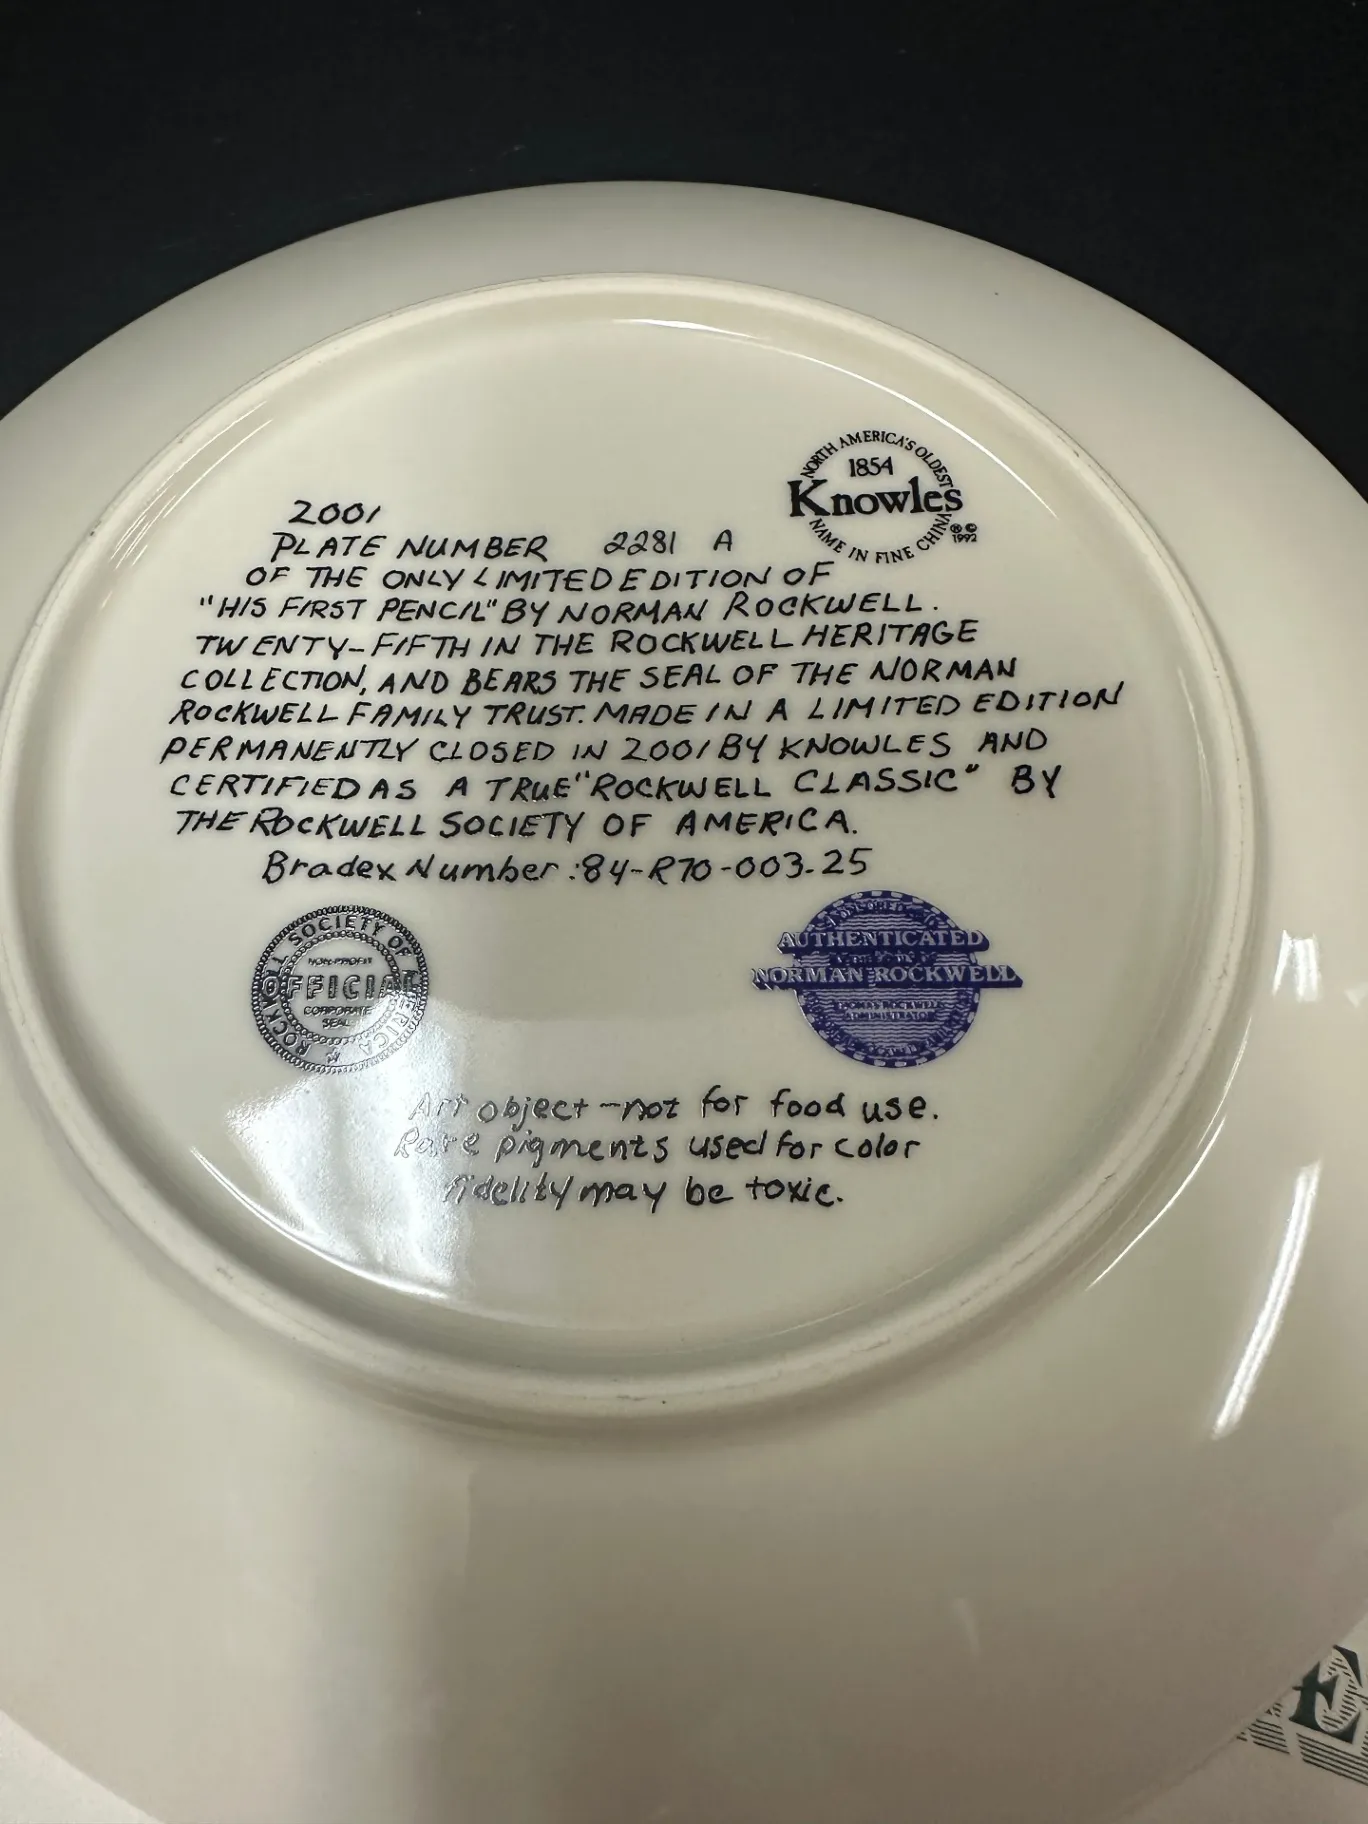 NORTH AMERICA'S OLDEST
1854
Knowles
NAME IN FINE CHINA
® ©
1992
2001
PLATE NUMBER 2281 A
OF THE ONLY LIMITED EDITION OF
"HIS FIRST PENCIL" BY NORMAN ROCKWELL.
TWENTY-FIFTH IN THE ROCKWELL HERITAGE
COLLECTION, AND BEARS THE SEAL OF THE NORMAN
ROCKWELL FAMILY TRUST. MADE IN A LIMITED EDITION
PERMANENTLY CLOSED IN 2001 BY KNOWLES AND
CERTIFIED AS A TRUE "ROCKWELL CLASSIC" BY
THE ROCKWELL SOCIETY OF AMERICA.
Bradex Number: 84-R70-003.25
ROCKWELL SOCIETY OF AMERICA
NON-PROFIT
OFFICIAL
CORPORATE
SEAL
AUTHENTICATED
NORMAN ROCKWELL
THOMAS ROCKWELL
ADMINISTRATOR
Art object-not for food use.
Rare pigments used for color
fidelity may be toxic.
E